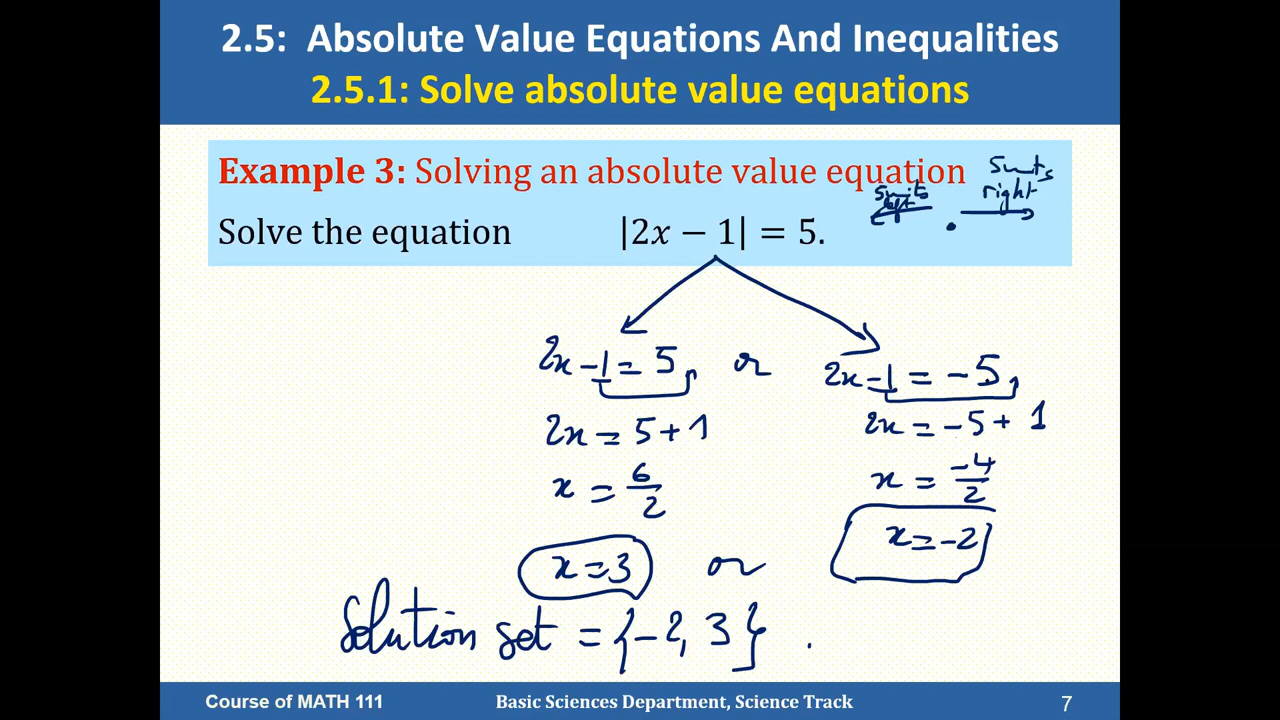 2.5: Absolute Value Equations And Inequalities
2.5.1: Solve absolute value equations
Example 3: Solving an absolute value equation
5 units right
Solve the equation |2x − 1| = 5.
2x − 1 = 5, or 2x − 1 = −5,
2x = 5 + 1 2x = −5 + 1
x = 6/2 x = −4/2
x = 3 or x = −2
Solution set = {−2, 3}.
Course of MATH 111 Basic Sciences Department, Science Track 7